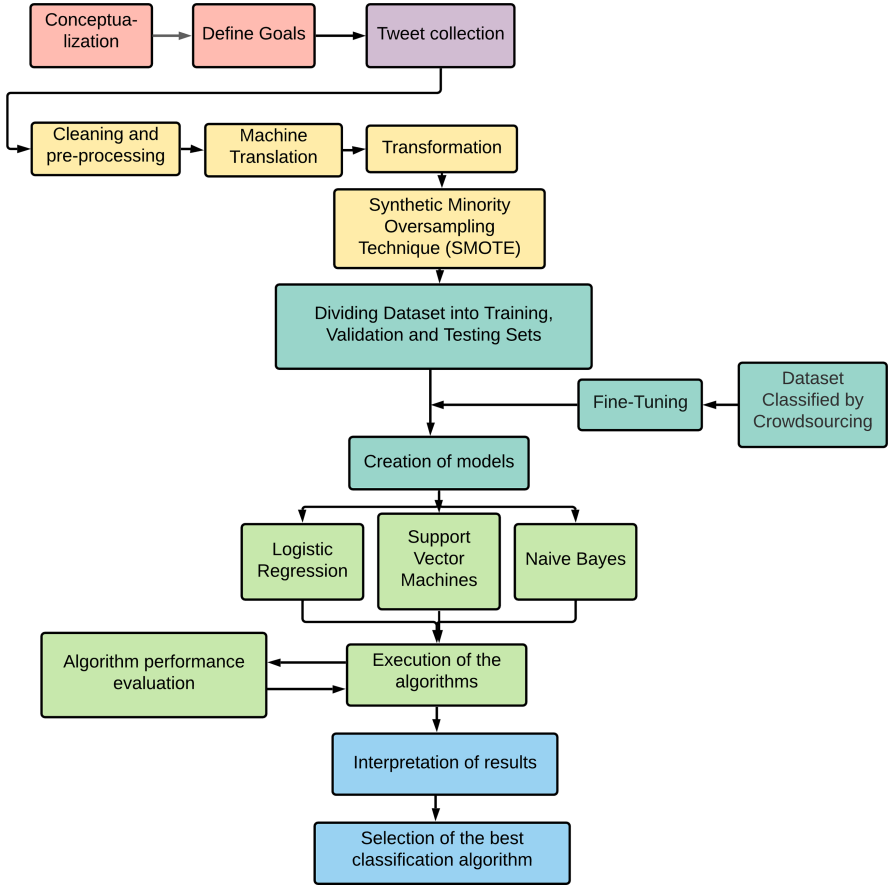 Conceptua-
lization
Define Goals
Tweet collection
Cleaning and
pre-processing
Machine
Translation
Transformation
Synthetic Minority
Oversampling
Technique (SMOTE)
Dividing Dataset into Training,
Validation and Testing Sets
Fine-Tuning
Dataset
Classified by
Crowdsourcing
Creation of models
Logistic
Regression
Support
Vector
Machines
Naive Bayes
Algorithm performance
evaluation
Execution of the
algorithms
Interpretation of results
Selection of the best
classification algorithm